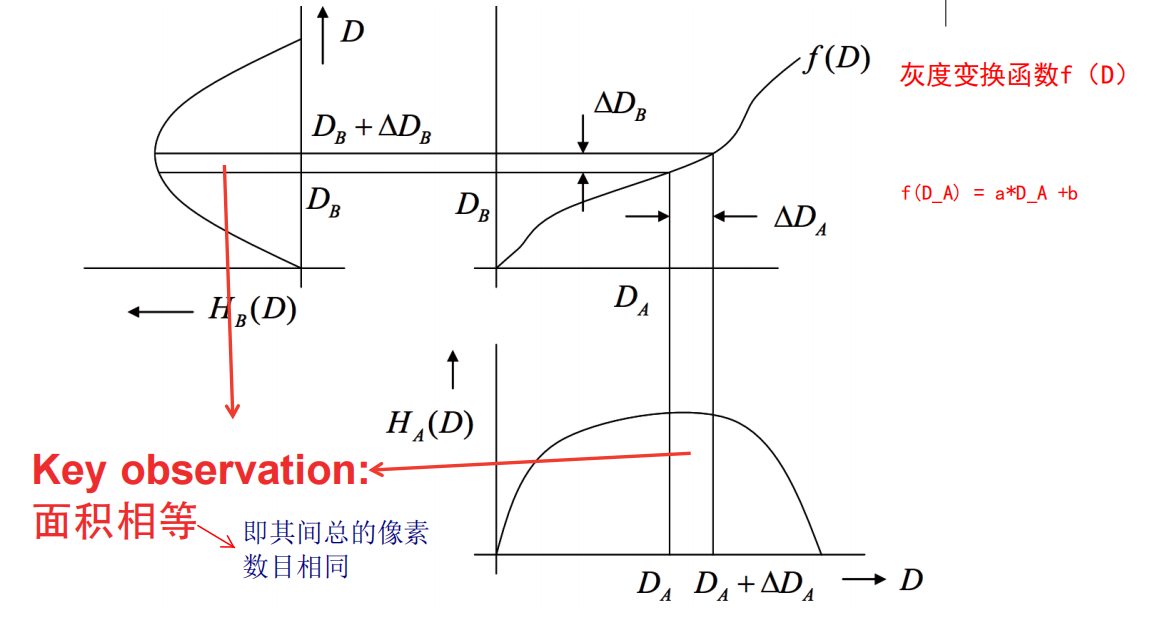 D
f(D)
灰度变换函数f（D）
ΔD_B
D_B + ΔD_B
f(D_A) = a*D_A +b
D_B
D_B
ΔD_A
D_A
H_B(D)
H_A(D)
Key observation:
面积相等
即其间总的像素
数目相同
D_A
D_A + ΔD_A
D